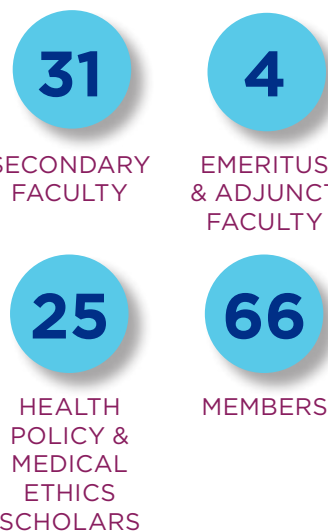 31
SECONDARY
FACULTY
4
EMERITUS
& ADJUNCT
FACULTY
25
HEALTH
POLICY &
MEDICAL
ETHICS
SCHOLARS
66
MEMBERS